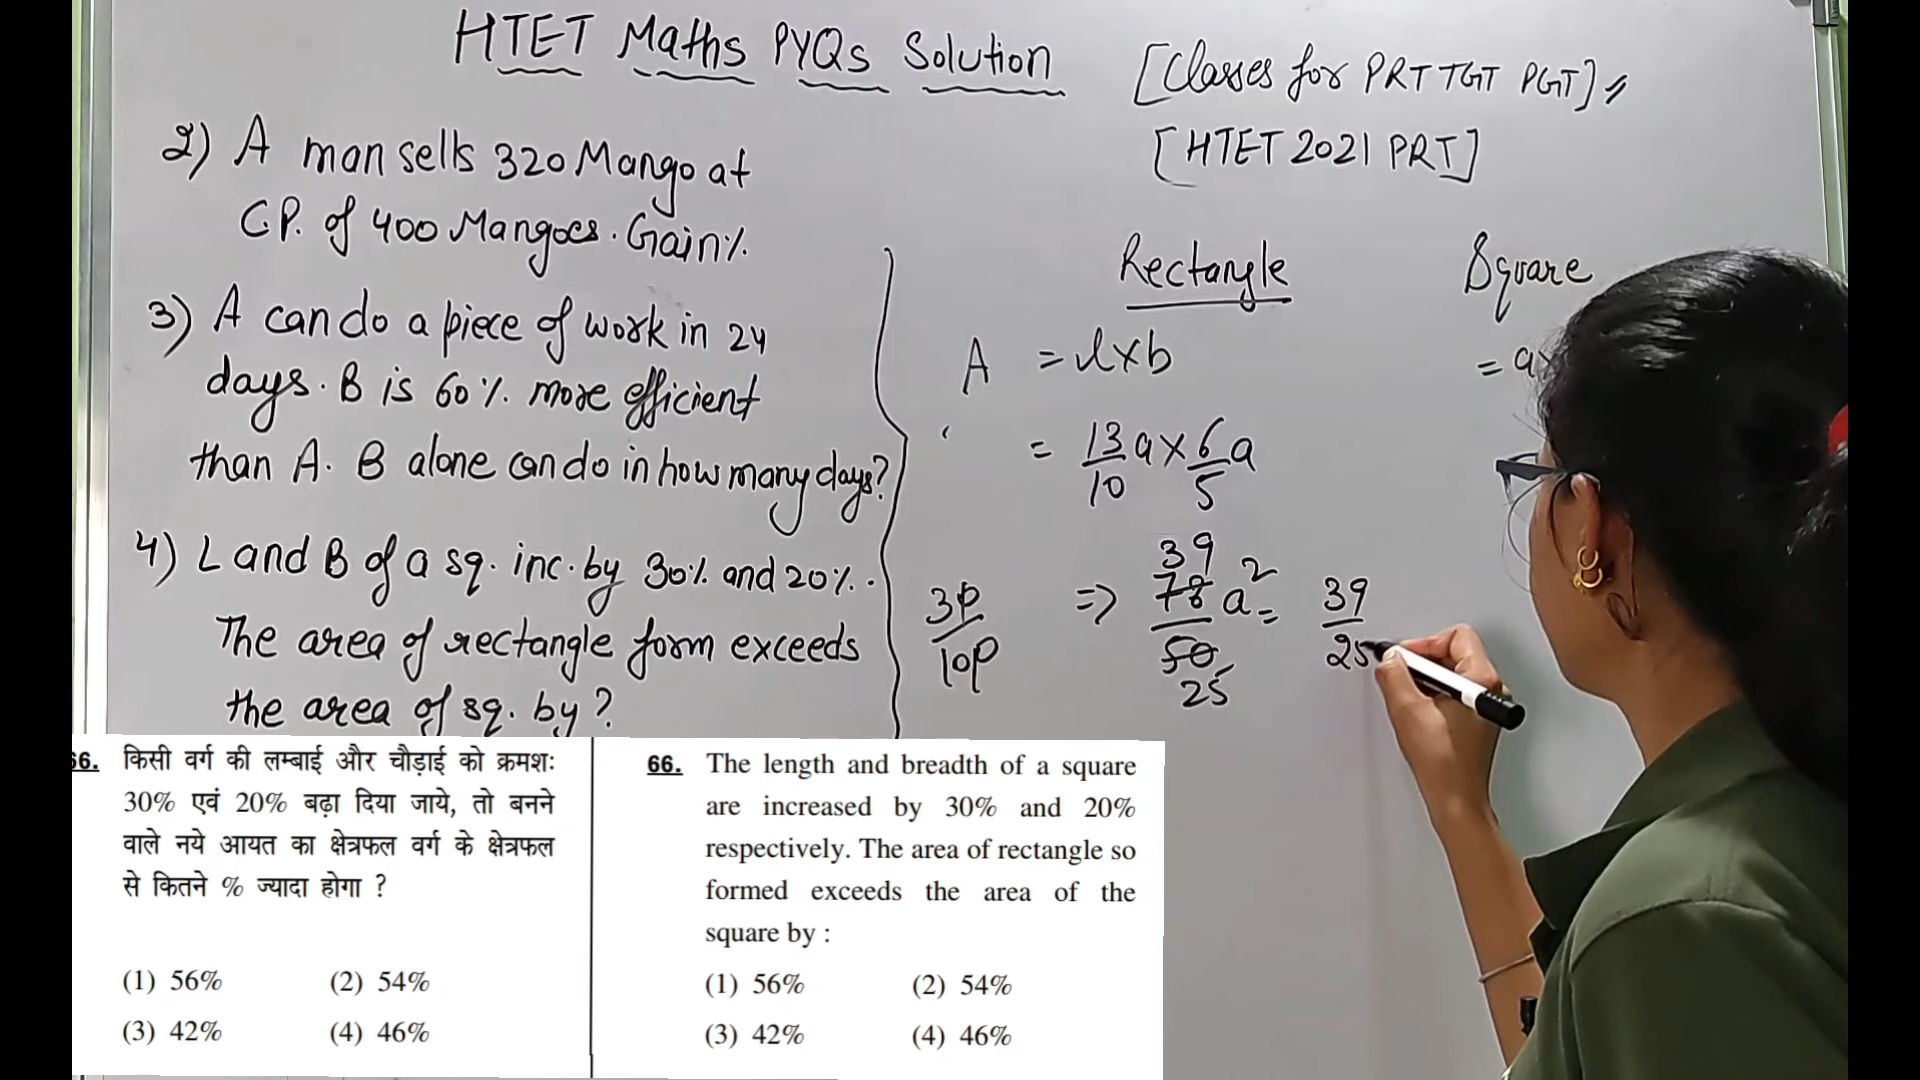 HTET Maths PYQs Solution
[Classes for PRT TGT PGT]
[HTET 2021 PRT]
2) A man sells 320 Mango at
C.P. of 400 Mangoes. Gain%.
3) A can do a piece of work in 24
days. B is 60%. more efficient
than A. B alone can do in how many days?
4) L and B of a sq. inc. by 30% and 20%.
The area of rectangle form exceeds
the area of sq. by?
Rectangle Square
A = l×b = a×
= 13/10 a × 6/5 a
39
⇒ 78/50 a² = 39/25
25
30/100
66. किसी वर्ग की लम्बाई और चौड़ाई को क्रमशः
30% एवं 20% बढ़ा दिया जाये, तो बनने
वाले नये आयत का क्षेत्रफल वर्ग के क्षेत्रफल
से कितने % ज्यादा होगा ?
(1) 56% (2) 54%
(3) 42% (4) 46%
66. The length and breadth of a square
are increased by 30% and 20%
respectively. The area of rectangle so
formed exceeds the area of the
square by :
(1) 56% (2) 54%
(3) 42% (4) 46%